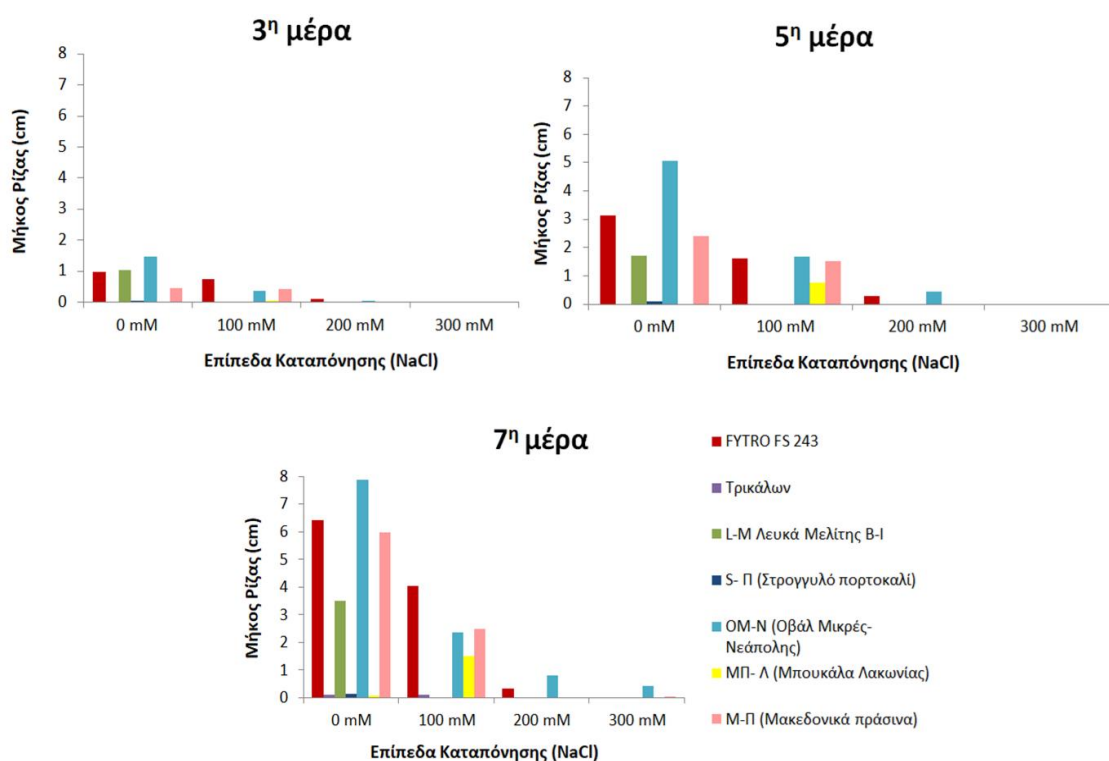 3η μέρα
8
7
6
5
4
3
2
1
0
Μήκος Ρίζας (cm)
0 mM 100 mM 200 mM 300 mM
Επίπεδα Καταπόνησης (NaCl)
5η μέρα
8
7
6
5
4
3
2
1
0
Μήκος Ρίζας (cm)
0 mM 100 mM 200 mM 300 mM
Επίπεδα Καταπόνησης (NaCl)
7η μέρα
8
7
6
5
4
3
2
1
0
Μήκος Ρίζας (cm)
0 mM 100 mM 200 mM 300 mM
Επίπεδα Καταπόνησης (NaCl)
FYTRO FS 243
Τρικάλων
L-M Λευκά Μελίτης Β-Ι
S- Π (Στρογγυλό πορτοκαλί)
ΟΜ-Ν (Οβάλ Μικρές-
Νεάπολης)
ΜΠ- Λ (Μπουκάλα Λακωνίας)
Μ-Π (Μακεδονικά πράσινα)